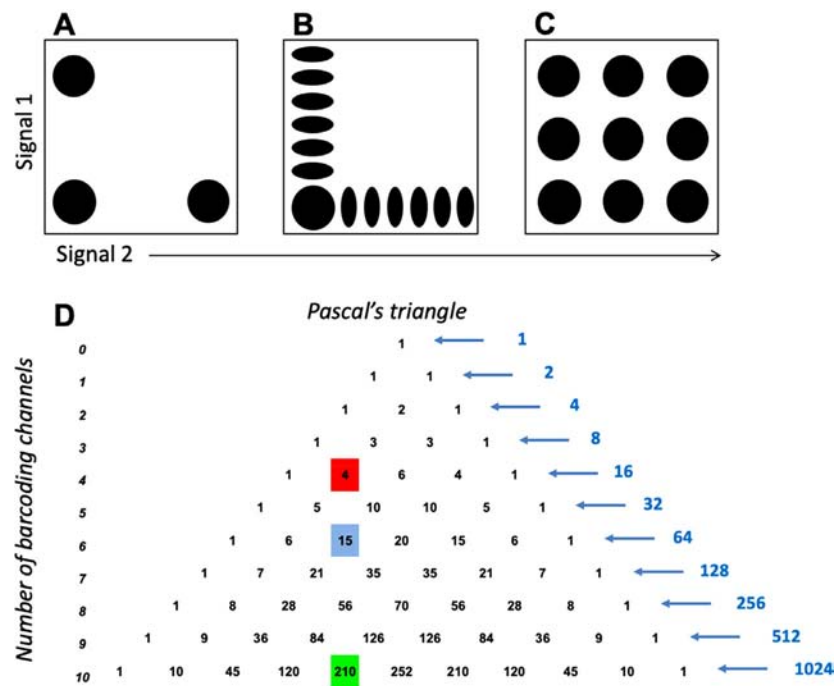 A B C
Signal 1
Signal 2
D
Pascal's triangle
Number of barcoding channels
0 1 1
1 1 1 2
2 1 2 1 4
3 1 3 3 1 8
4 1 4 6 4 1 16
5 1 5 10 10 5 1 32
6 1 6 15 20 15 6 1 64
7 1 7 21 35 35 21 7 1 128
8 1 8 28 56 70 56 28 8 1 256
9 1 9 36 84 126 126 84 36 9 1 512
10 1 10 45 120 210 252 210 120 45 10 1 1024